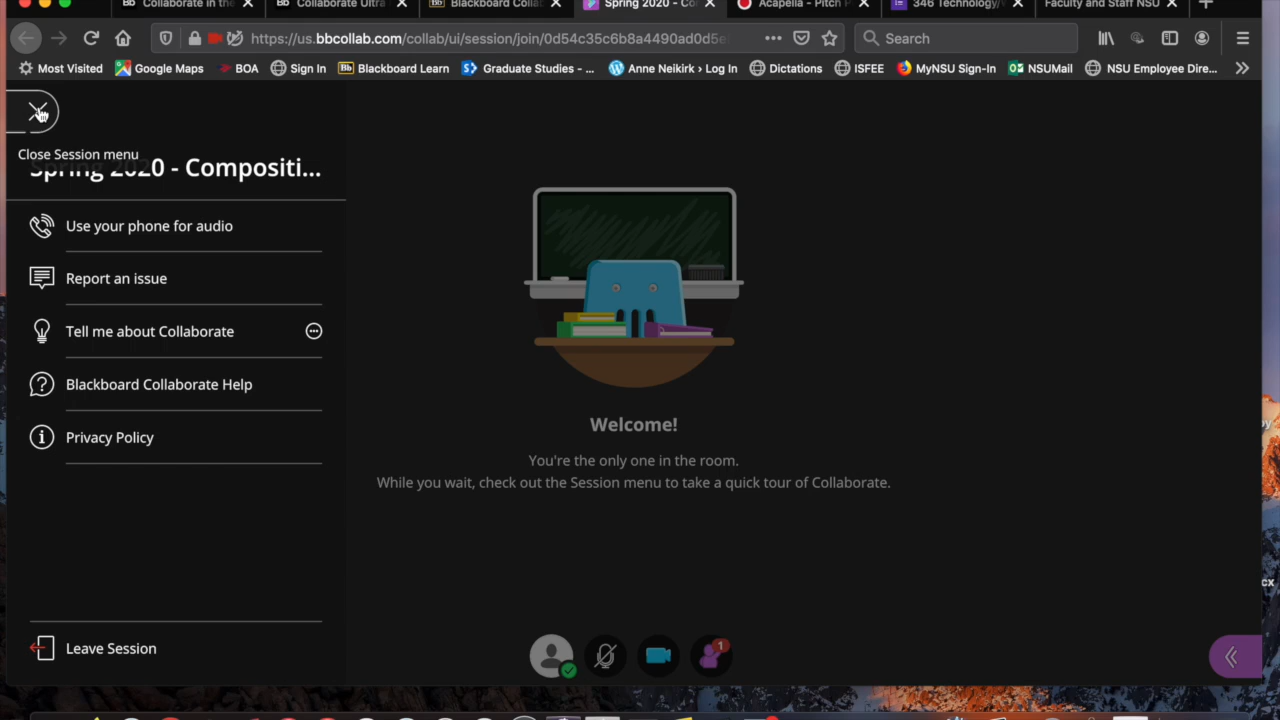 Collaborate in the
Collaborate Ultra
Blackboard Collab
Spring 2020 - Co
Acapella - Pitch P
346 Technology/
Faculty and Staff NSU
https://us.bbcollab.com/collab/ui/session/join/0d54c35c6b8a4490ad0d5e
Search
Most Visited
Google Maps
BOA
Sign In
Bb Blackboard Learn
Graduate Studies - ...
Anne Neikirk › Log In
Dictations
ISFEE
MyNSU Sign-In
NSUMail
NSU Employee Dire...
Close Session menu
Spring 2020 - Compositi...
Use your phone for audio
Report an issue
Tell me about Collaborate
Blackboard Collaborate Help
Privacy Policy
Leave Session
Welcome!
You're the only one in the room.
While you wait, check out the Session menu to take a quick tour of Collaborate.
1
cx